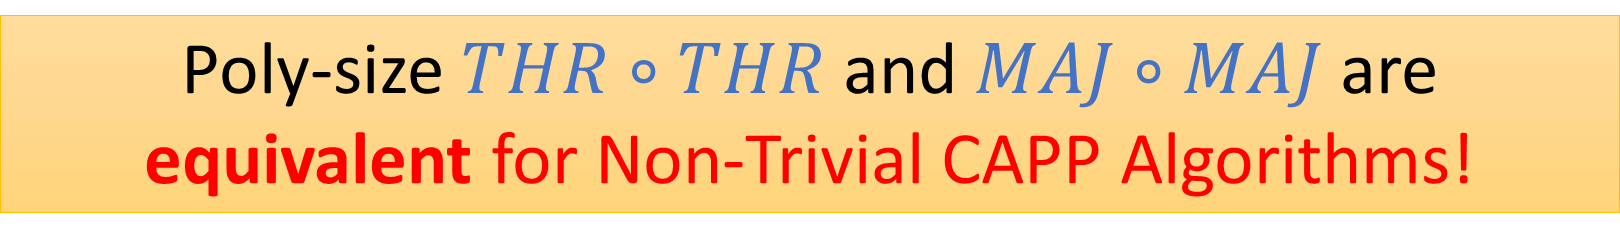 Poly-size 𝑇𝐻𝑅 ∘ 𝑇𝐻𝑅 and 𝑀𝐴𝐽 ∘ 𝑀𝐴𝐽 are
equivalent for Non-Trivial CAPP Algorithms!